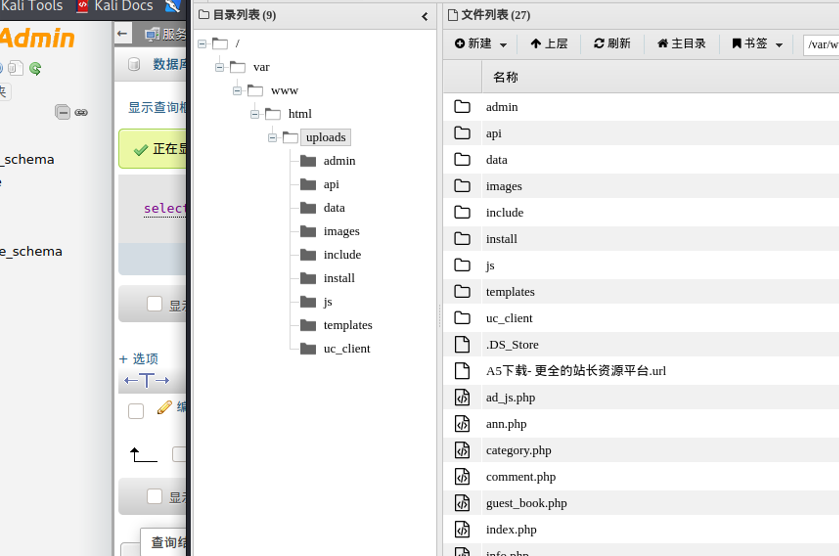 Kali Tools
Kali Docs
Admin
服务
数据库
显示查询框
正在显
select
显示
+ 选项
←T→
编
显示
查询结
_schema
e_schema
目录列表 (9)
/
var
www
html
uploads
admin
api
data
images
include
install
js
templates
uc_client
文件列表 (27)
新建
上层
刷新
主目录
书签
/var/w
名称
admin
api
data
images
include
install
js
templates
uc_client
.DS_Store
A5下载- 更全的站长资源平台.url
ad_js.php
ann.php
category.php
comment.php
guest_book.php
index.php
info.php